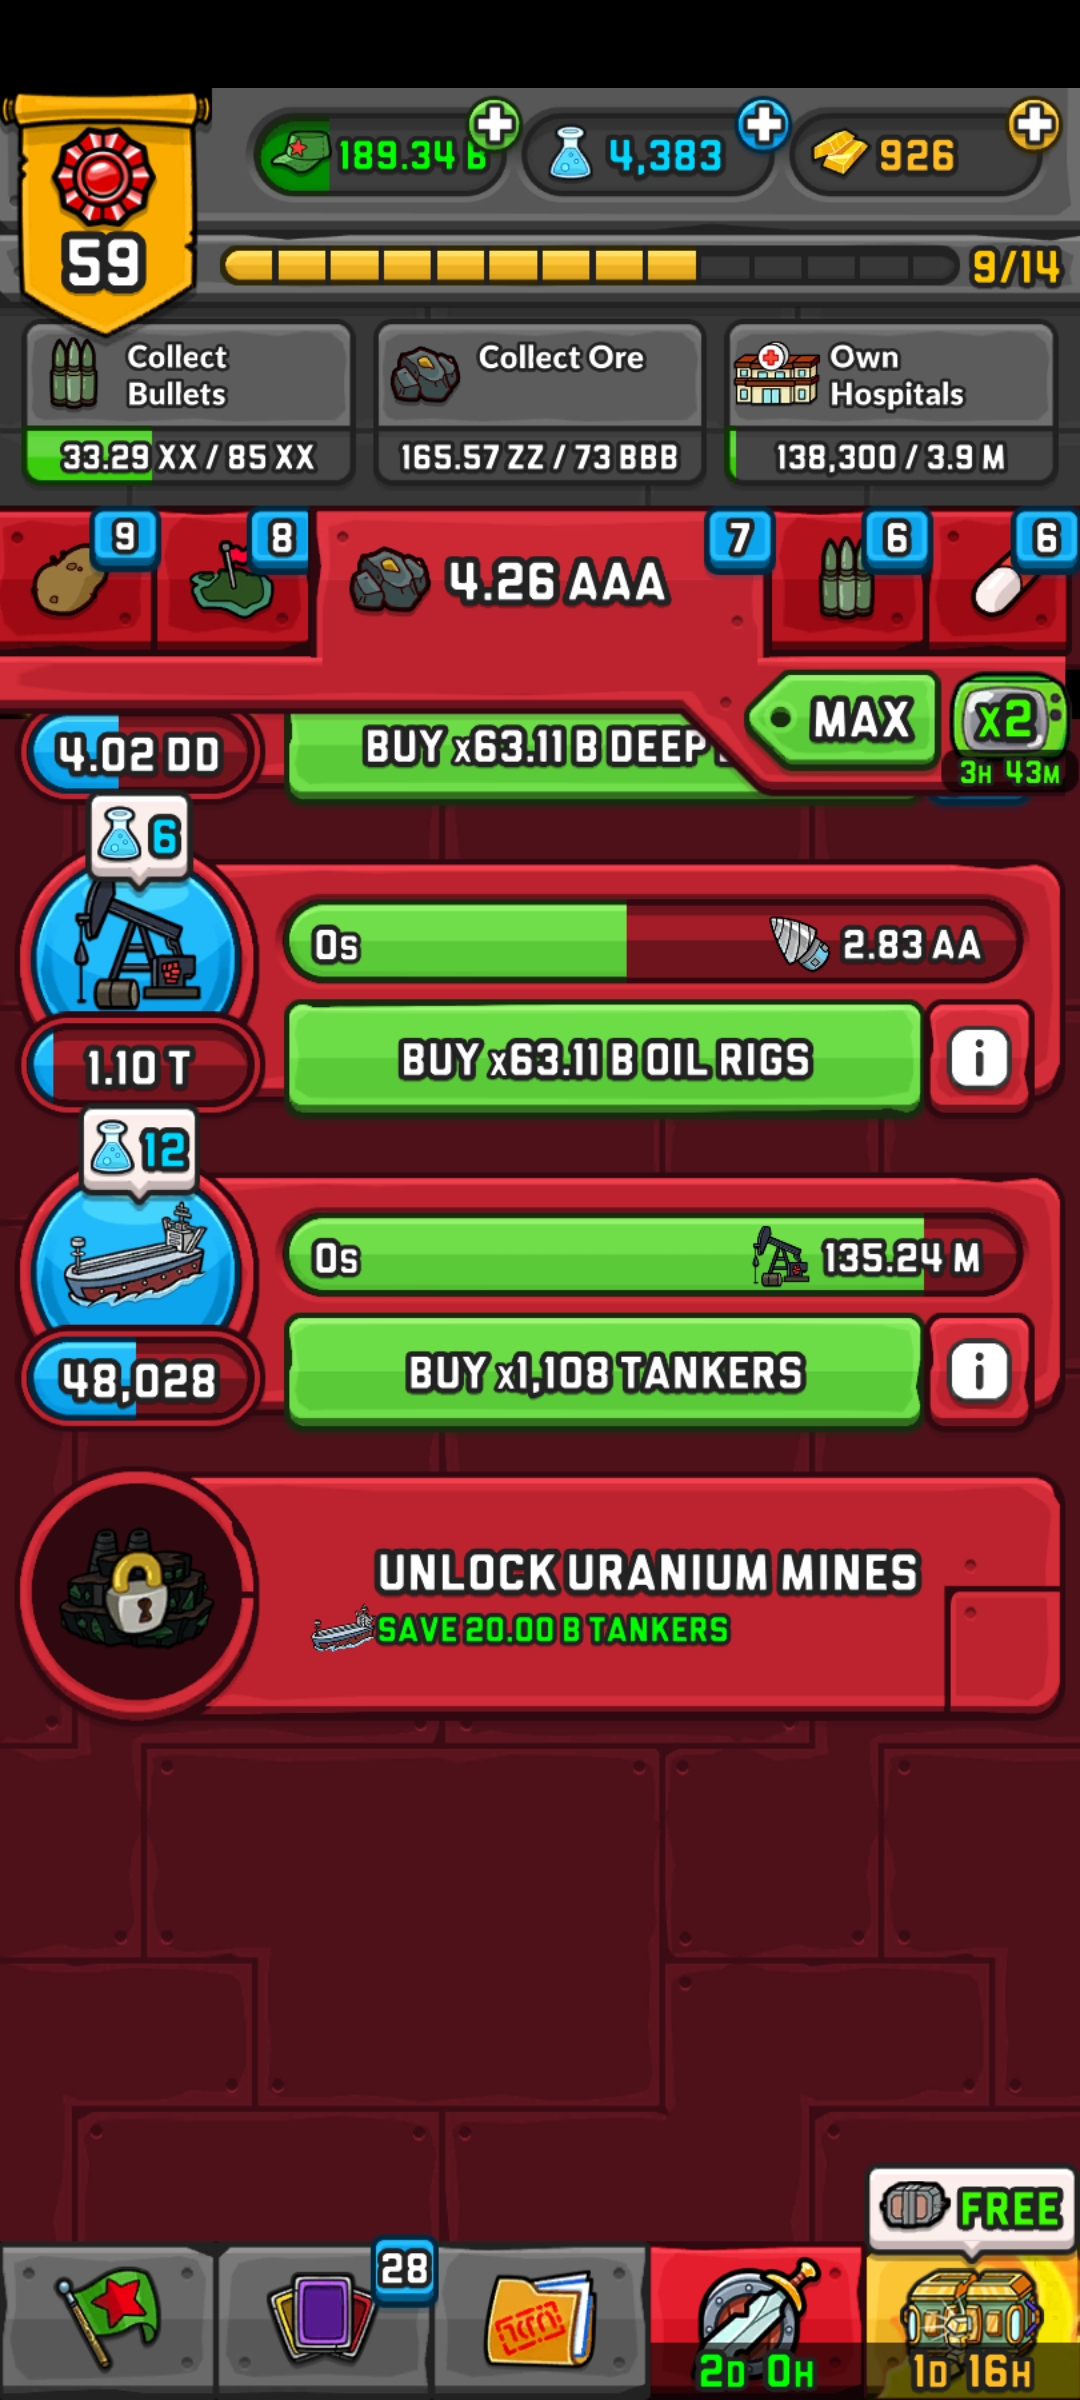 59
189.34 B
4,383
926
9/14
Collect
Bullets
33.29 XX / 85 XX
Collect Ore
165.57 ZZ / 73 BBB
Own
Hospitals
138,300 / 3.9 M
9
8
4.26 AAA
7
6
6
MAX
x2
3H 43M
4.02 DD
BUY x63.11 B DEEP
6
0s
2.83 AA
1.10 T
BUY x63.11 B OIL RIGS
i
12
0s
135.24 M
48,028
BUY x1,108 TANKERS
i
UNLOCK URANIUM MINES
SAVE 20.00 B TANKERS
FREE
28
2D 0H
1D 16H